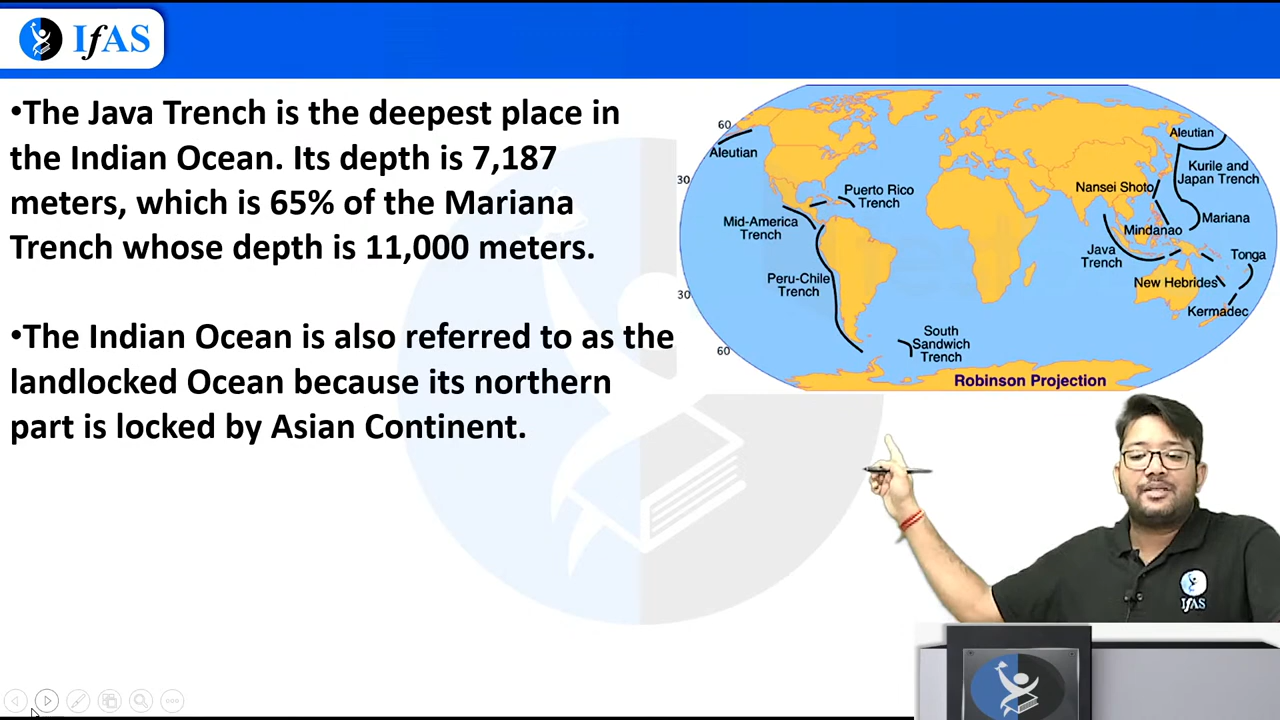 IfAS
•The Java Trench is the deepest place in
the Indian Ocean. Its depth is 7,187
meters, which is 65% of the Mariana
Trench whose depth is 11,000 meters.
•The Indian Ocean is also referred to as the
landlocked Ocean because its northern
part is locked by Asian Continent.
60
Aleutian
Aleutian
30
Kurile and
Japan Trench
Nansei Shoto
Puerto Rico
Trench
Mid-America
Trench
Mariana
Mindanao
Java
Trench
Tonga
Peru-Chile
Trench
New Hebrides
30
Kermadec
60
South
Sandwich
Trench
Robinson Projection
IfAS